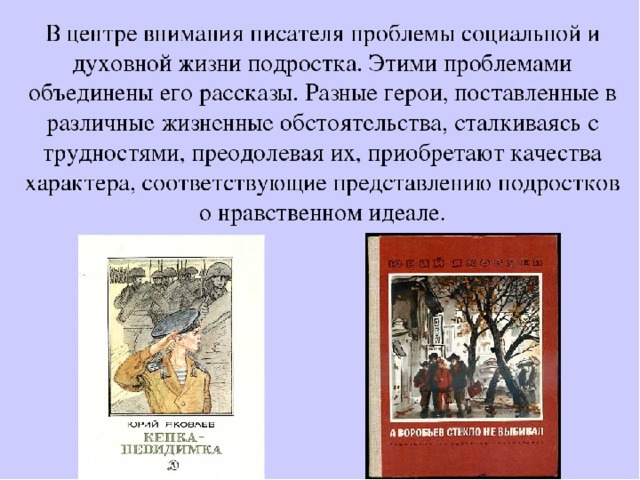 В центре внимания писателя проблемы социальной и
духовной жизни подростка. Этими проблемами
объединены его рассказы. Разные герои, поставленные в
различные жизненные обстоятельства, сталкиваясь с
трудностями, преодолевая их, приобретают качества
характера, соответствующие представлению подростков
о нравственном идеале.
ЮРИЙ ЯКОВЛЕВ
КЕПКА-
НЕВИДИМКА
ЮРИЙ ЯКОВЛЕВ
А ВОРОБЬЕВ СТЕКЛО НЕ ВЫБИВАЛ